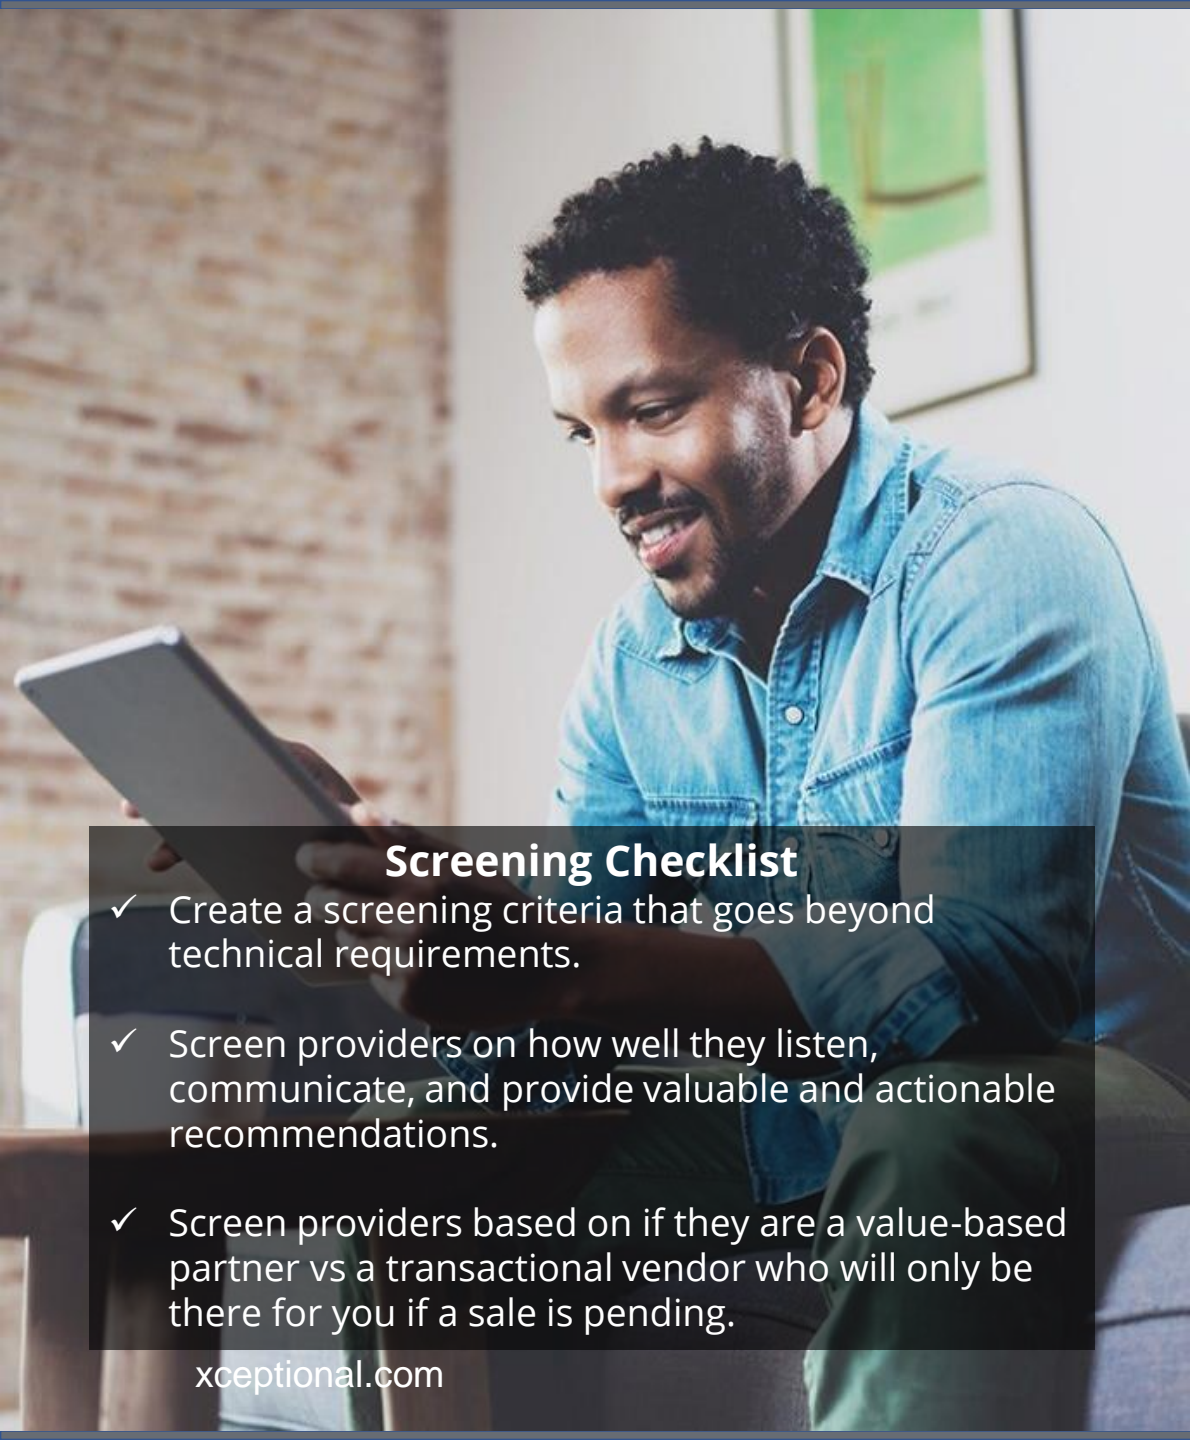 Screening Checklist
✓ Create a screening criteria that goes beyond
technical requirements.
✓ Screen providers on how well they listen,
communicate, and provide valuable and actionable
recommendations.
✓ Screen providers based on if they are a value-based
partner vs a transactional vendor who will only be
there for you if a sale is pending.
xceptional.com